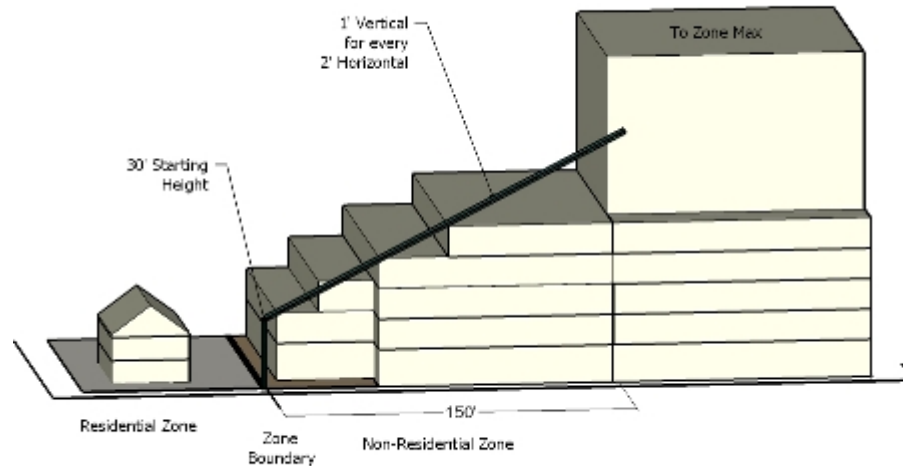 1' Vertical
for every
2' Horizontal
To Zone Max
30' Starting
Height
150'
Residential Zone
Zone
Boundary
Non-Residential Zone